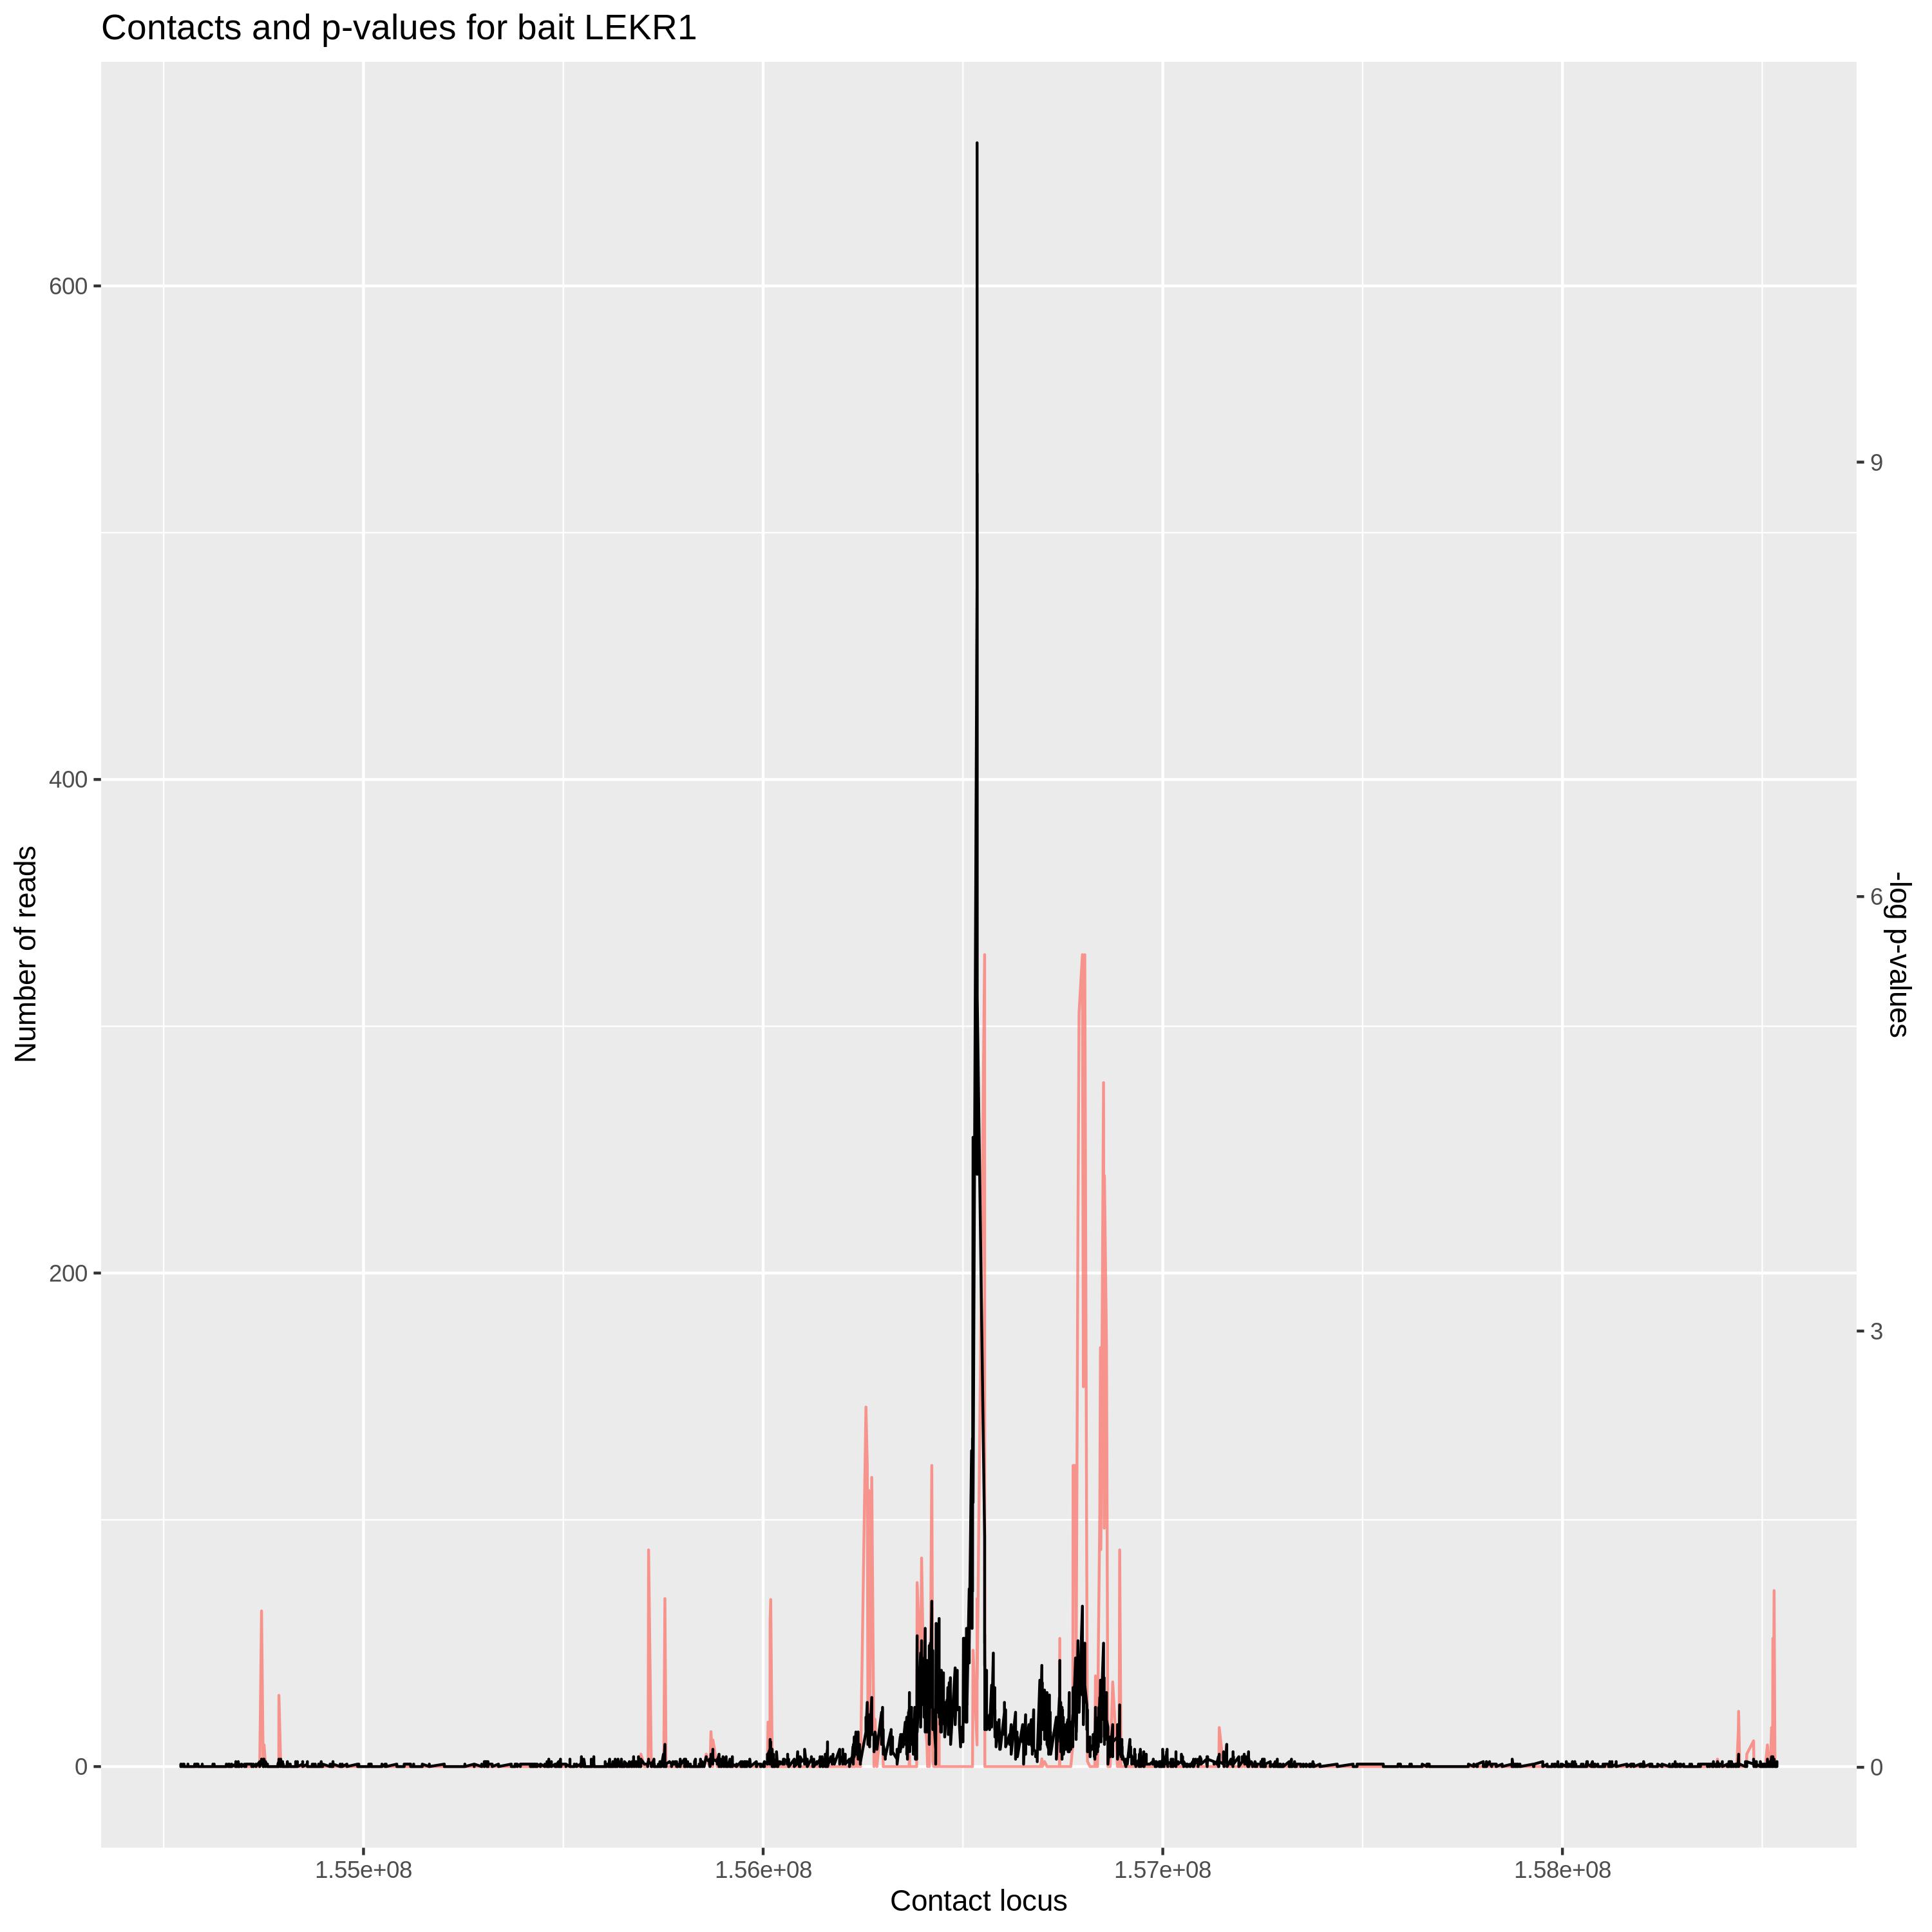 Contacts and p-values for bait LEKR1
Number of reads
600
400
200
0
9
6
3
0
-log p-values
1.55e+08
1.56e+08
1.57e+08
1.58e+08
Contact locus